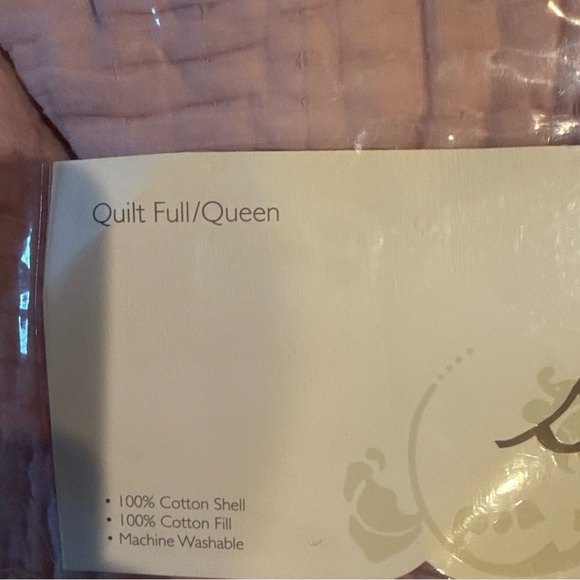 Quilt Full/Queen
• 100% Cotton Shell
• 100% Cotton Fill
• Machine Washable